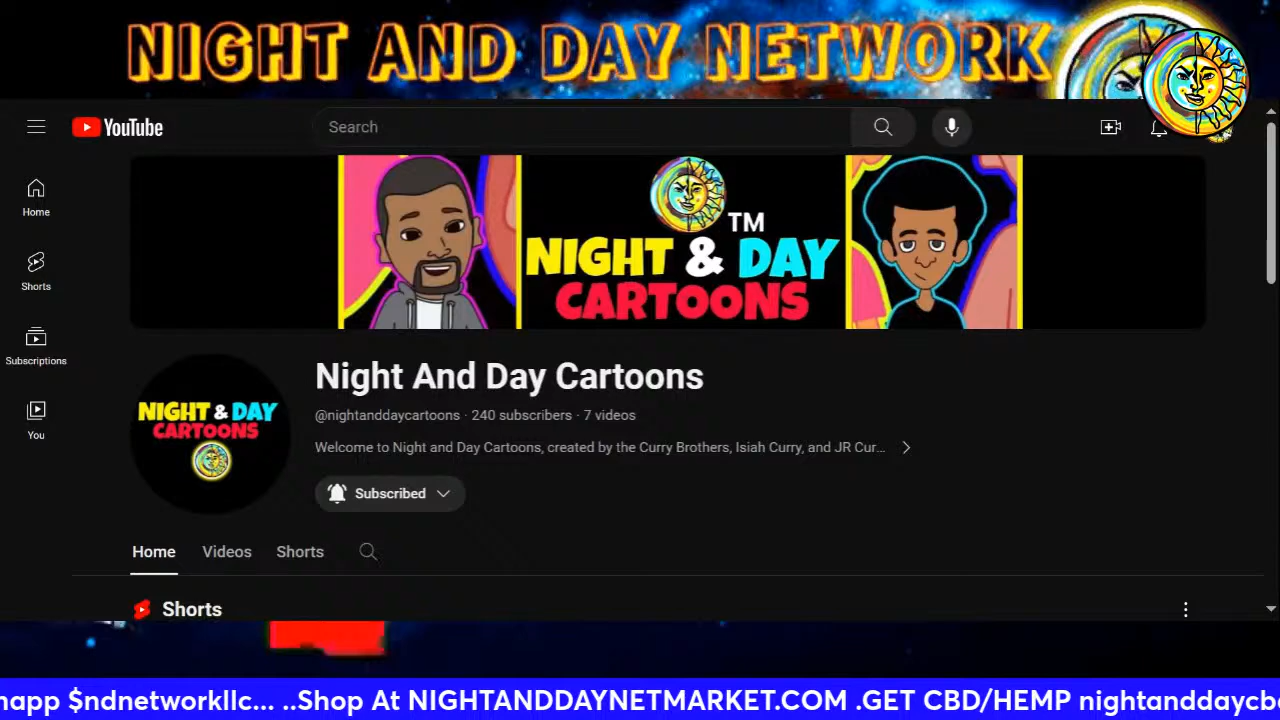 NIGHT AND DAY NETWORK
YouTube
Search
Home
Shorts
Subscriptions
You
TM
NIGHT & DAY
CARTOONS
NIGHT & DAY
CARTOONS
Night And Day Cartoons
@nightanddaycartoons · 240 subscribers · 7 videos
Welcome to Night and Day Cartoons, created by the Curry Brothers, Isiah Curry, and JR Cur...
Subscribed
Home Videos Shorts
Shorts
happ $ndnetworkllc... ..Shop At NIGHTANDDAYNETMARKET.COM .GET CBD/HEMP nightanddaycb